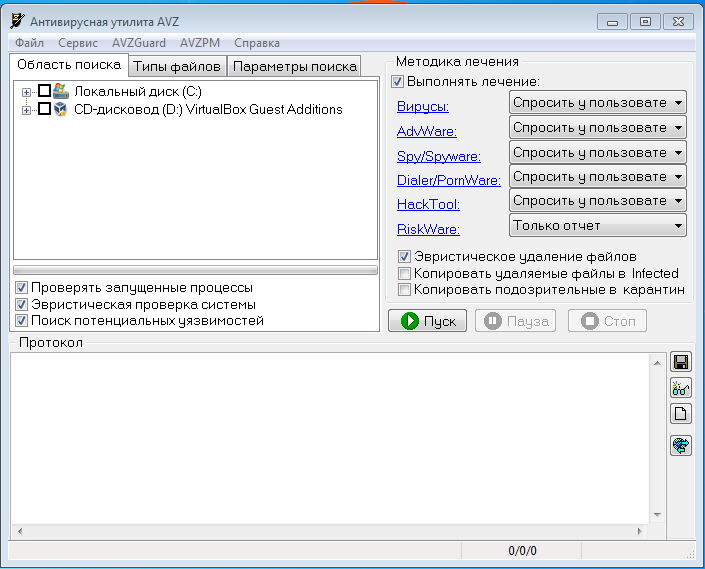 Антивирусная утилита AVZ
Файл Сервис AVZGuard AVZPM Справка
Область поиска Типы файлов Параметры поиска
Локальный диск (C:)
CD-дисковод (D:) VirtualBox Guest Additions
Проверять запущенные процессы
Эвристическая проверка системы
Поиск потенциальных уязвимостей
Методика лечения
Выполнять лечение:
Вирусы: Спросить у пользовате
AdvWare: Спросить у пользовате
Spy/Spyware: Спросить у пользовате
Dialer/PornWare: Спросить у пользовате
HackTool: Спросить у пользовате
RiskWare: Только отчет
Эвристическое удаление файлов
Копировать удаляемые файлы в Infected
Копировать подозрительные в карантин
Пуск Пауза Стоп
Протокол
0/0/0